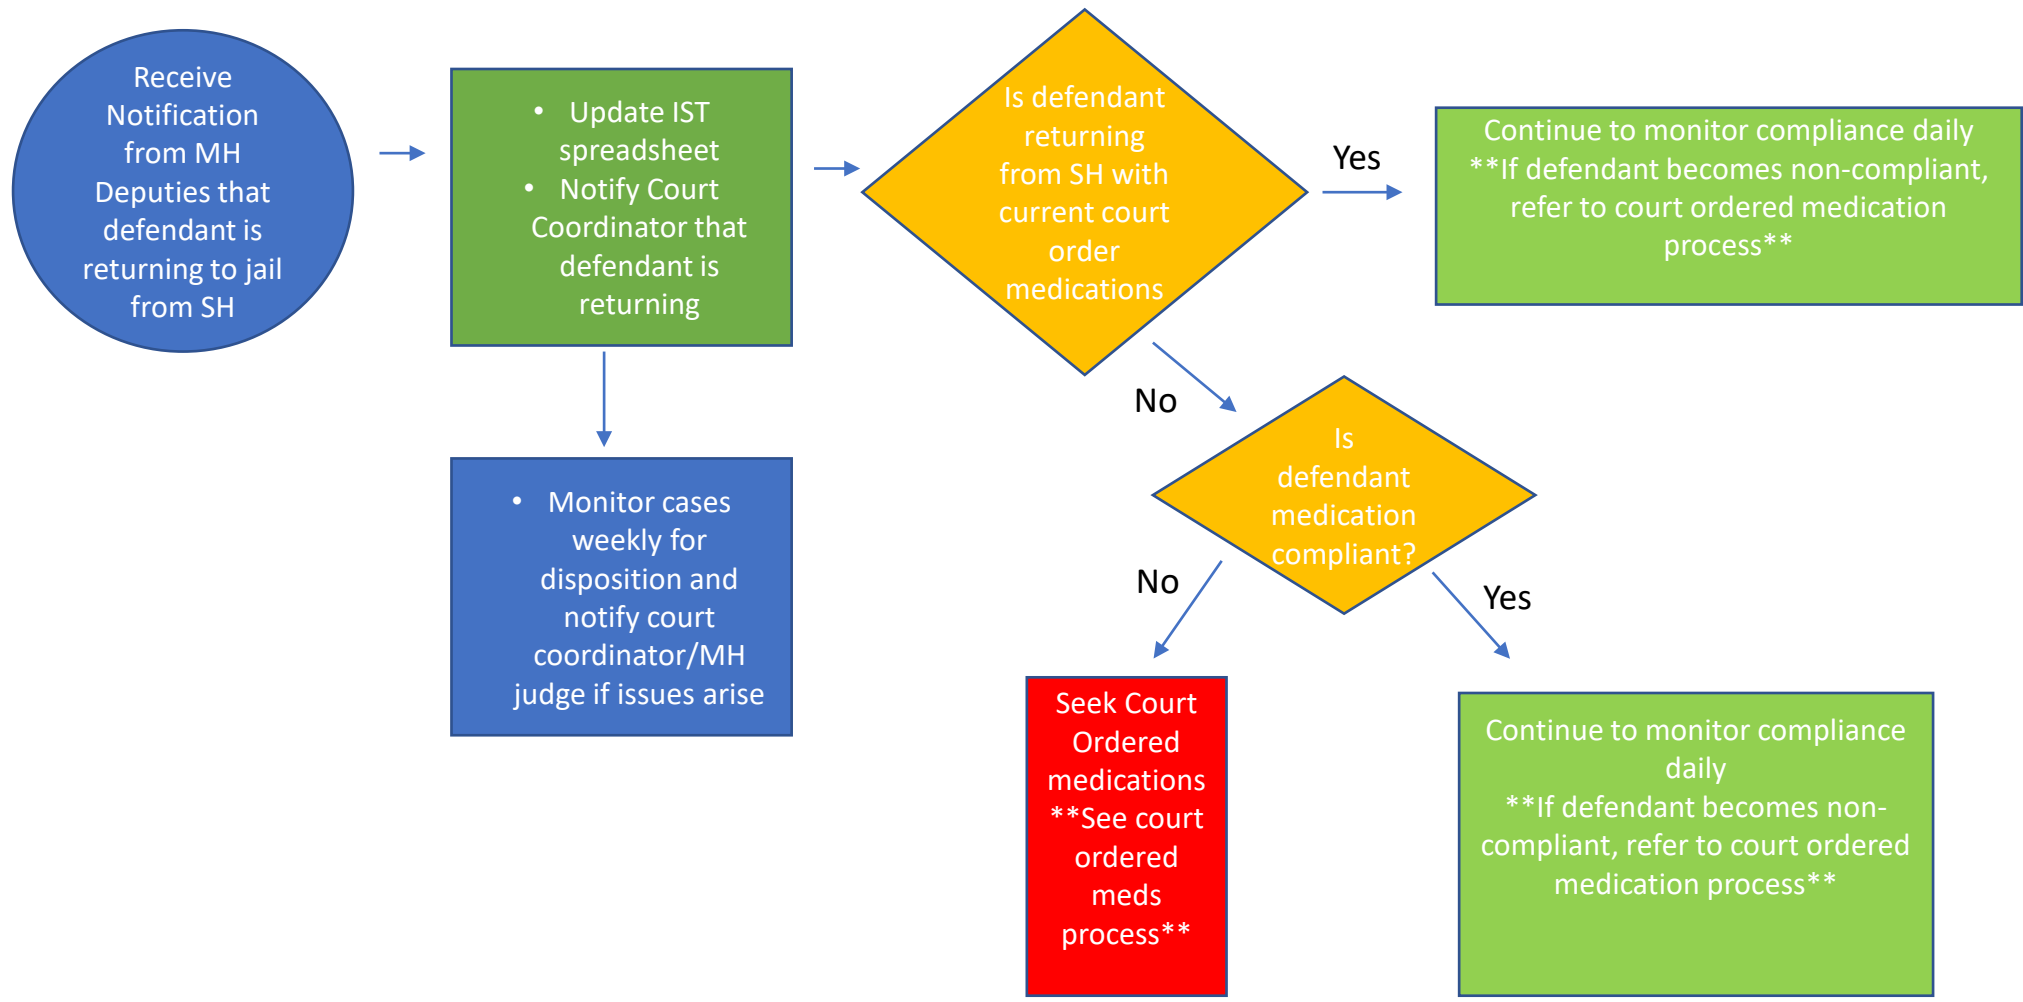 Receive
Notification
from MH
Deputies that
defendant is
returning to jail
from SH
• Update IST
spreadsheet
• Notify Court
Coordinator that
defendant is
returning
Is defendant
returning
from SH with
current court
order
medications
Yes
Continue to monitor compliance daily
**If defendant becomes non-compliant,
refer to court ordered medication
process**
No
• Monitor cases
weekly for
disposition and
notify court
coordinator/MH
judge if issues arise
Is
defendant
medication
compliant?
No
Yes
Seek Court
Ordered
medications
**See court
ordered
meds
process**
Continue to monitor compliance
daily
**If defendant becomes non-
compliant, refer to court ordered
medication process**